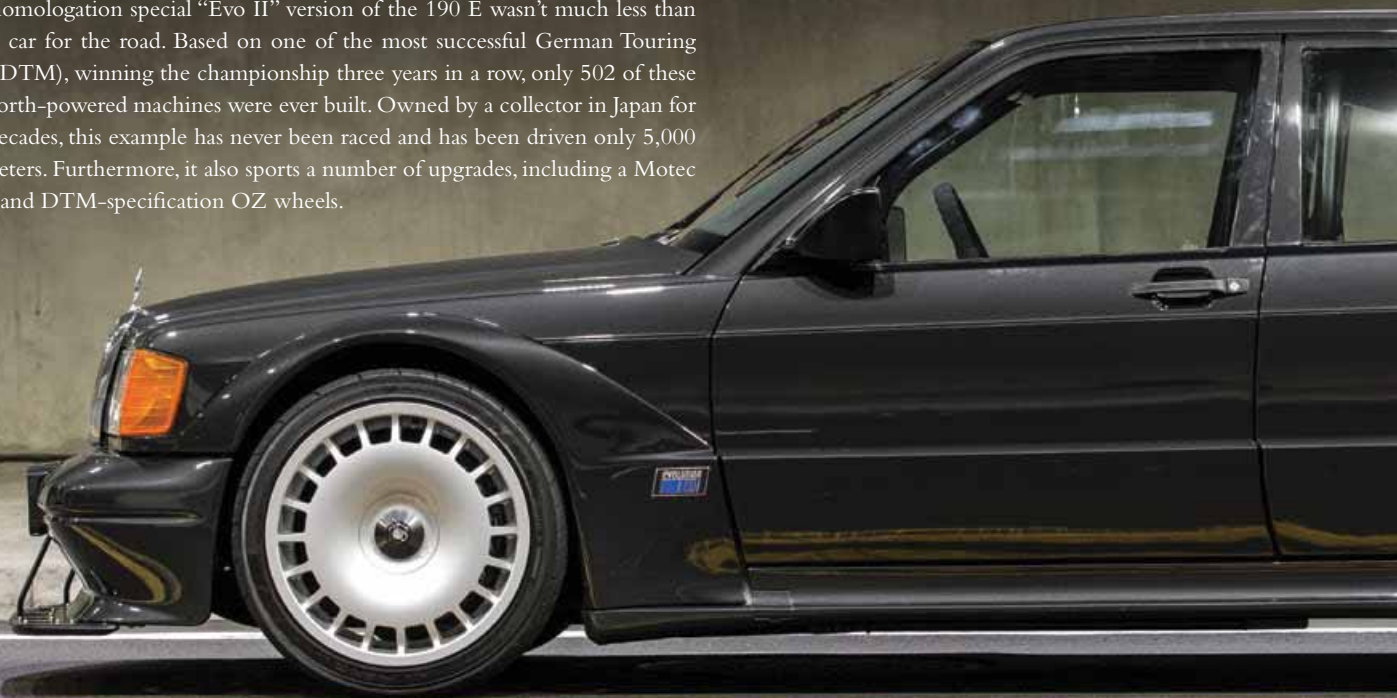 omologation special “Evo II” version of the 190 E wasn’t much less than
car for the road. Based on one of the most successful German Touring
DTM), winning the championship three years in a row, only 502 of these
orth-powered machines were ever built. Owned by a collector in Japan for
ecades, this example has never been raced and has been driven only 5,000
eters. Furthermore, it also sports a number of upgrades, including a Motec
and DTM-specification OZ wheels.
EVOLUTION